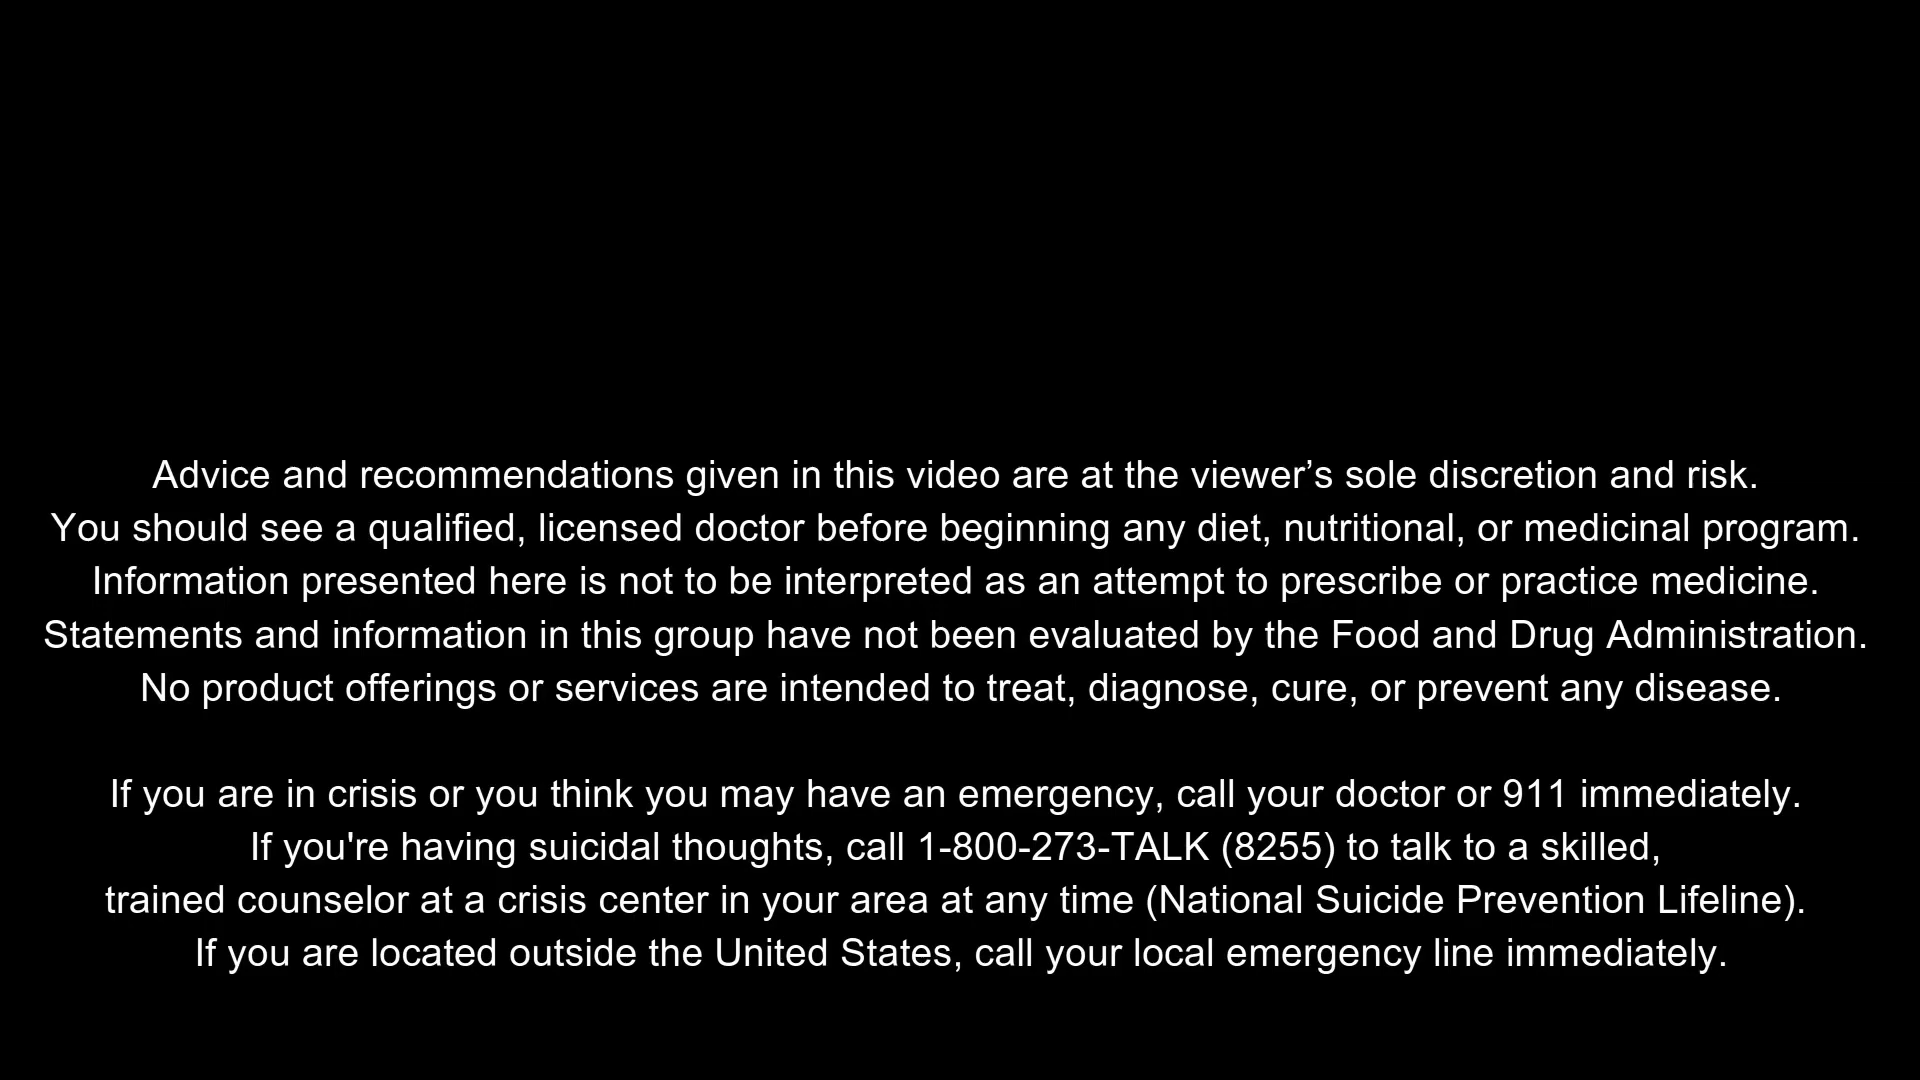 Advice and recommendations given in this video are at the viewer’s sole discretion and risk.
You should see a qualified, licensed doctor before beginning any diet, nutritional, or medicinal program.
Information presented here is not to be interpreted as an attempt to prescribe or practice medicine.
Statements and information in this group have not been evaluated by the Food and Drug Administration.
No product offerings or services are intended to treat, diagnose, cure, or prevent any disease.
If you are in crisis or you think you may have an emergency, call your doctor or 911 immediately.
If you're having suicidal thoughts, call 1-800-273-TALK (8255) to talk to a skilled,
trained counselor at a crisis center in your area at any time (National Suicide Prevention Lifeline).
If you are located outside the United States, call your local emergency line immediately.